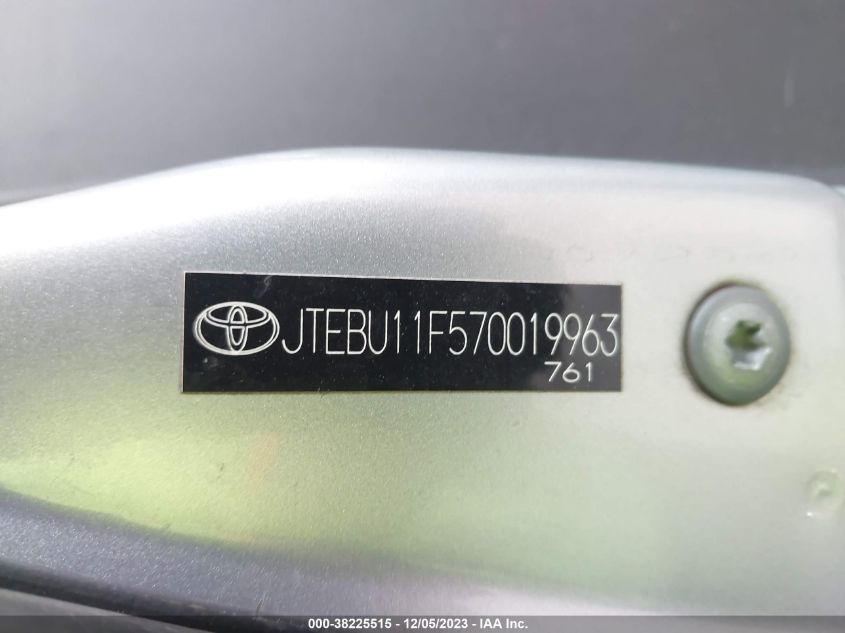 JTEBU11F570019963
761
000-38225515 - 12/05/2023 - IAA Inc.